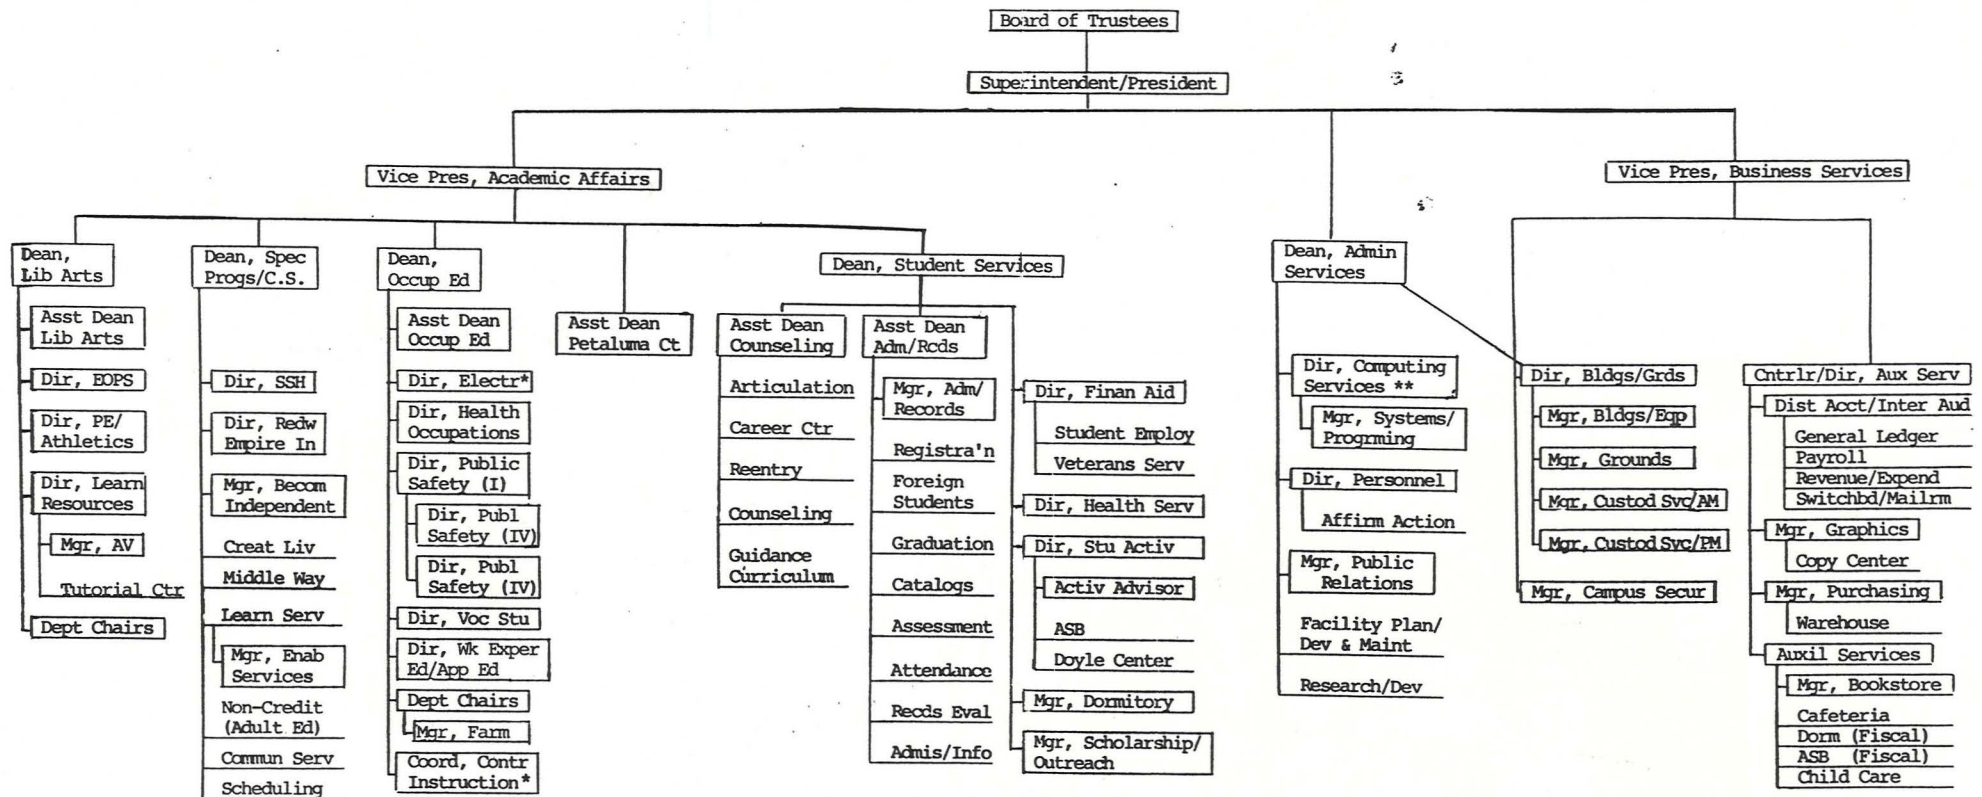 Board of Trustees
Superintendent/President
Vice Pres, Academic Affairs
Vice Pres, Business Services
Dean,
Lib Arts
Asst Dean
Lib Arts
Dir, EOPS
Dir, PE/
Athletics
Dir, Learn
Resources
Mgr, AV
Tutorial Ctr
Dept Chairs
Dean, Spec
Progs/C.S.
Dir, SSH
Dir, Redw
Empire In
Mgr, Becom
Independent
Creat Liv
Middle Way
Learn Serv
Mgr, Enab
Services
Non-Credit
(Adult Ed)
Commun Serv
Scheduling
Dean,
Occup Ed
Asst Dean
Occup Ed
Dir, Electr*
Dir, Health
Occupations
Dir, Public
Safety (I)
Dir, Publ
Safety (IV)
Dir, Publ
Safety (IV)
Dir, Voc Stu
Dir, Wk Exper
Ed/App Ed
Dept Chairs
Mgr, Farm
Coord, Contr
Instruction*
Asst Dean
Petaluma Ct
Dean, Student Services
Asst Dean
Counseling
Articulation
Career Ctr
Reentry
Counseling
Guidance
Curriculum
Asst Dean
Adm/Rcds
Mgr, Adm/
Records
Registra'n
Foreign
Students
Graduation
Catalogs
Assessment
Attendance
Recds Eval
Admis/Info
Dir, Finan Aid
Student Employ
Veterans Serv
Dir, Health Serv
Dir, Stu Activ
Activ Advisor
ASB
Doyle Center
Mgr, Dormitory
Mgr, Scholarship/
Outreach
Dean, Admin
Services
Dir, Computing
Services **
Mgr, Systems/
Progrming
Dir, Personnel
Affirm Action
Mgr, Public
Relations
Facility Plan/
Dev & Maint
Research/Dev
Dir, Bldgs/Grds
Mgr, Bldgs/Eqp
Mgr, Grounds
Mgr, Custod Svc/AM
Mgr, Custod Svc/PM
Mgr, Campus Secur
Cntrlr/Dir, Aux Serv
Dist Acct/Inter Aud
General Ledger
Payroll
Revenue/Expend
Switchbd/Mailrm
Mgr, Graphics
Copy Center
Mgr, Purchasing
Warehouse
Auxil Services
Mgr, Bookstore
Cafeteria
Dorm (Fiscal)
ASB (Fiscal)
Child Care